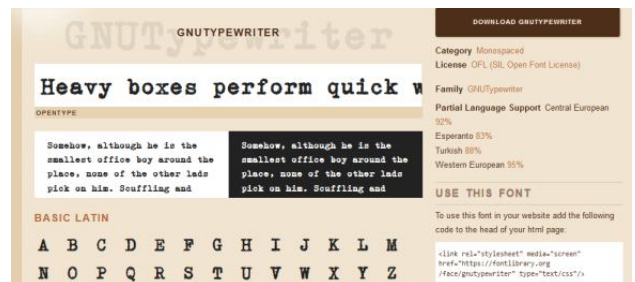 GNUTypewriter
GNUTYPEWRITER
Heavy boxes perform quick w
OPENTYPE
Somehow, although he is the
smallest office boy around the
place, none of the other lads
pick on him. Scuffling and
Somehow, although he is the
smallest office boy around the
place, none of the other lads
pick on him. Scuffling and
BASIC LATIN
A B C D E F G H I J K L M
N O P Q R S T U V W X Y Z
DOWNLOAD GNUTYPEWRITER
Category Monospaced
License OFL (SIL Open Font License)
Family GNUTypewriter
Partial Language Support Central European
92%
Esperanto 83%
Turkish 88%
Western European 95%
USE THIS FONT
To use this font in your website add the following
code to the head of your html page:
<link rel="stylesheet" media="screen"
href="https://fontlibrary.org
/face/gnutypewriter" type="text/css"/>